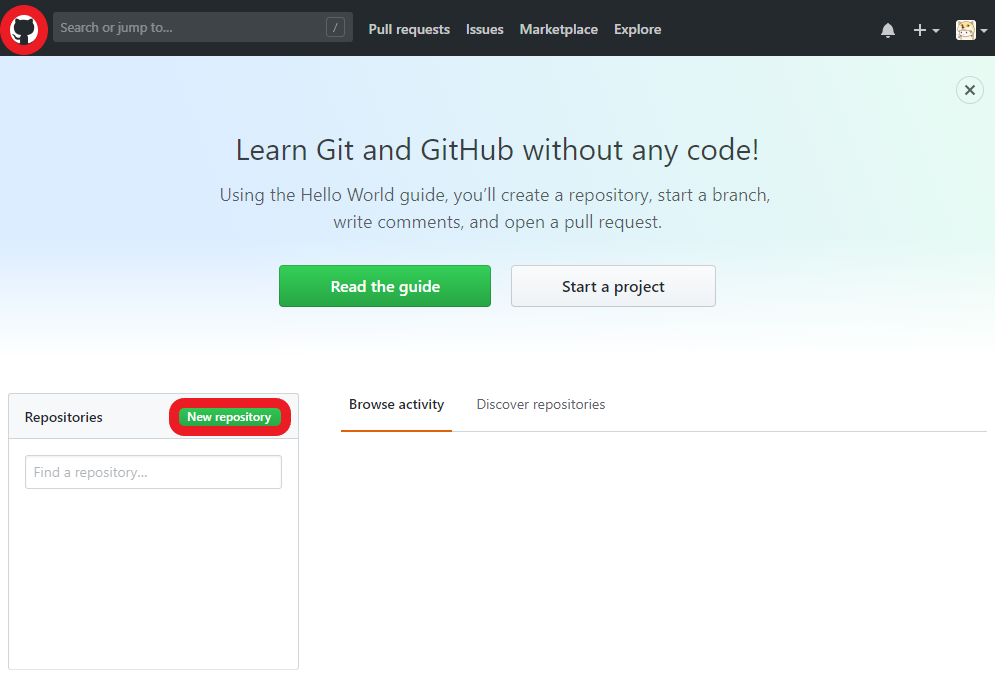 Search or jump to... /
Pull requests Issues Marketplace Explore
Learn Git and GitHub without any code!
Using the Hello World guide, you’ll create a repository, start a branch,
write comments, and open a pull request.
Read the guide Start a project
Repositories New repository
Browse activity Discover repositories
Find a repository...